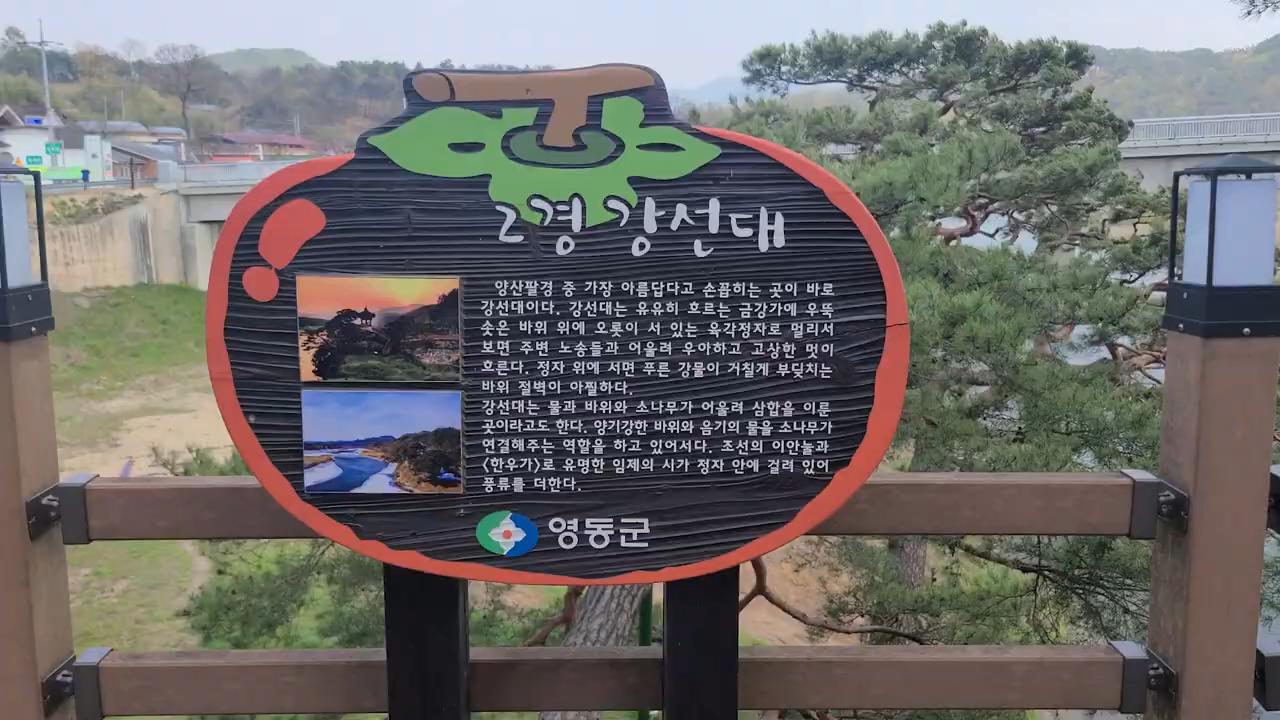 2경 강선대
양산팔경 중 가장 아름답다고 손꼽히는 곳이 바로
강선대이다. 강선대는 유유히 흐르는 금강가에 우뚝
솟은 바위 위에 오롯이 서 있는 육각정자로 멀리서
보면 주변 노송들과 어울려 우아하고 고상한 멋이
흐른다. 정자 위에 서면 푸른 강물이 거칠게 부딪치는
바위 절벽이 아찔하다.
강선대는 물과 바위와 소나무가 어울려 삼합을 이룬
곳이라고도 한다. 양기강한 바위와 음기의 물을 소나무가
연결해주는 역할을 하고 있어서다. 조선의 이안눌과
<한우가>로 유명한 임제의 시가 정자 안에 걸려 있어
풍류를 더한다.
영동군